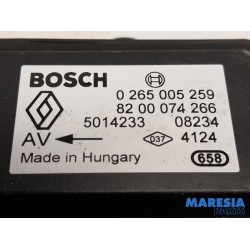 BOSCH 0 265 005 259
82 00 074 266
5014233 08234
AV 037 4124
Made in Hungary 658
MARESIA
PARTS